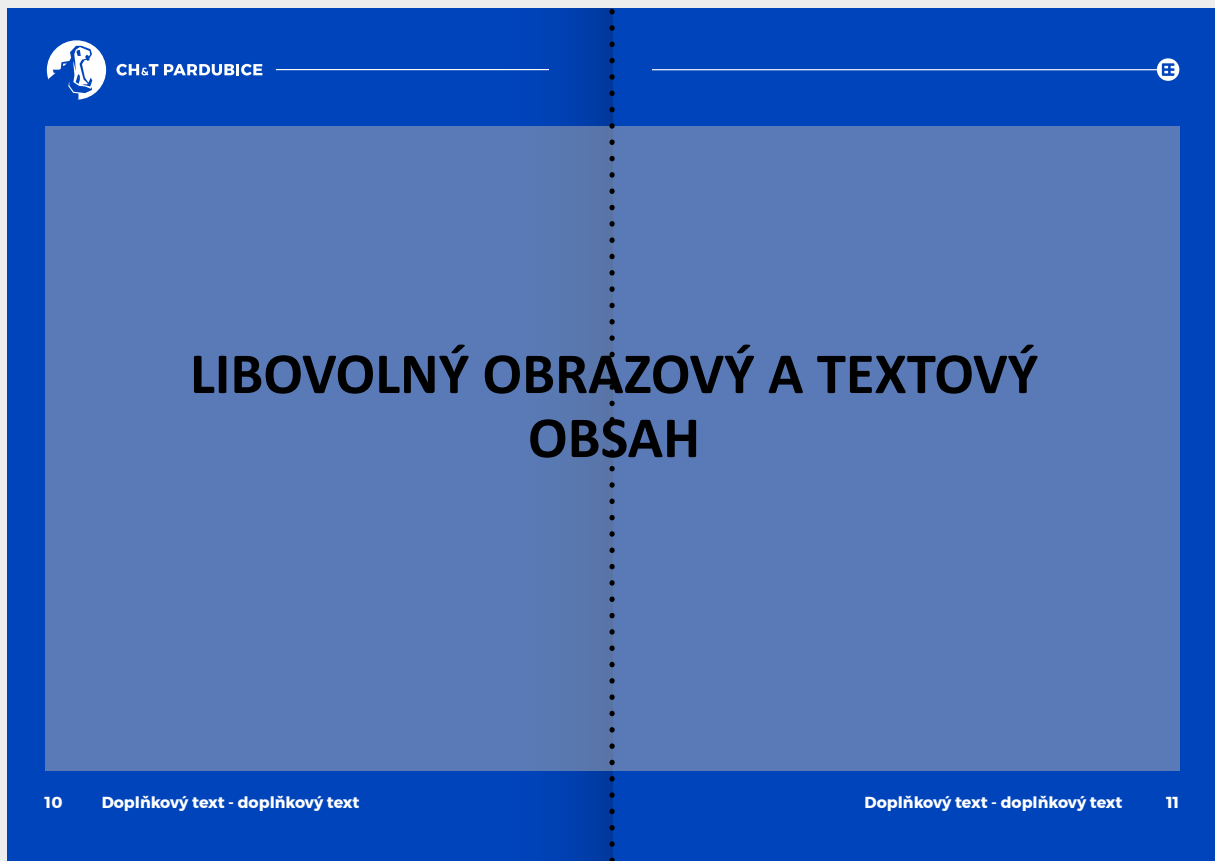 CH&T PARDUBICE
LIBOVOLNÝ OBRAZOVÝ A TEXTOVÝ
OBSAH
10 Doplňkový text - doplňkový text
Doplňkový text - doplňkový text 11